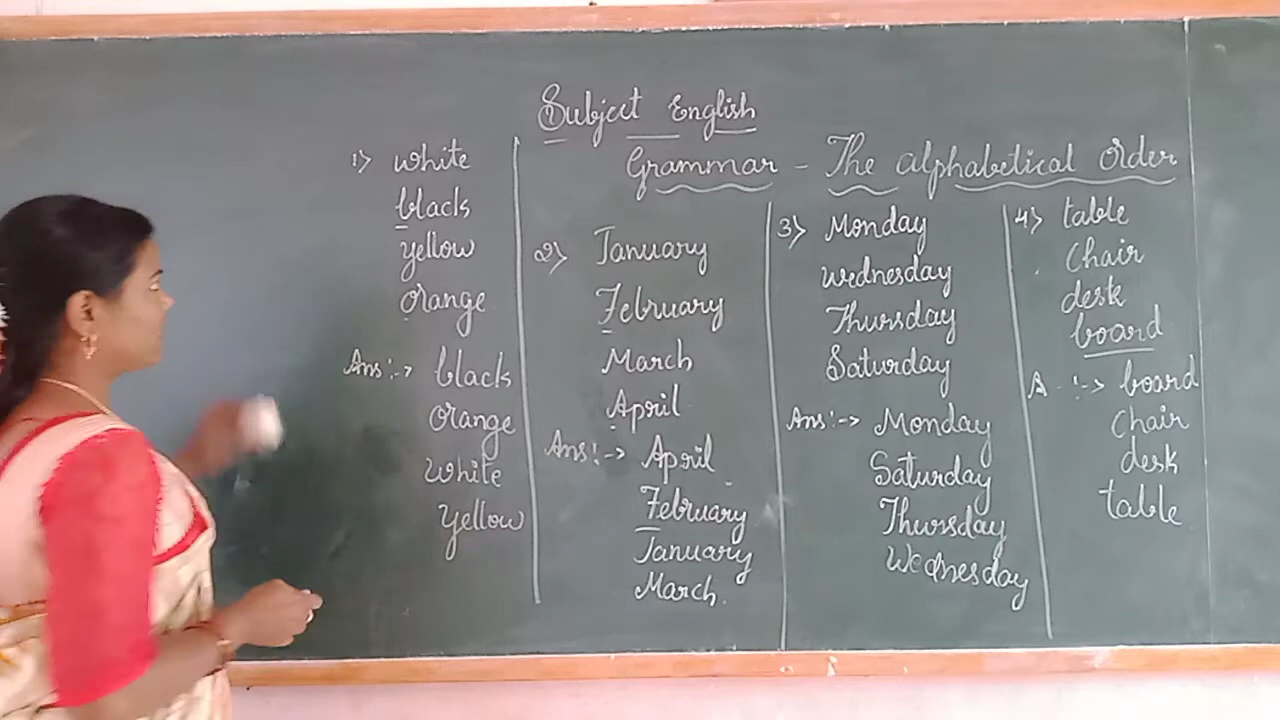 Subject English
Grammar - The alphabetical Order
1> white
black
yellow
orange
Ans:-> black
orange
white
yellow
2> January
February
March
April
Ans:-> April
February
January
March.
3> Monday
Wednesday
Thursday
Saturday
Ans:-> Monday
Saturday
Thursday
Wednesday
4> table
Chair
desk
board
A-:-> board
Chair
desk
table